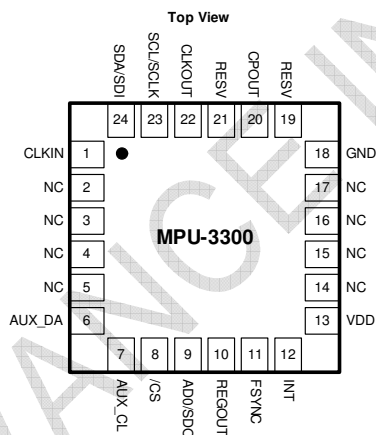 Top View
SDA/SDI
SCL/SCLK
CLKOUT
RESV
CPOUT
RESV
24 23 22 21 20 19
CLKIN 1 18 GND
NC 2 17 NC
NC 3 16 NC
MPU-3300
NC 4 15 NC
NC 5 14 NC
AUX_DA 6 13 VDD
7 8 9 10 11 12
AUX_CL
/CS
AD0/SDO
REGOUT
FSYNC
INT
VANCE IN